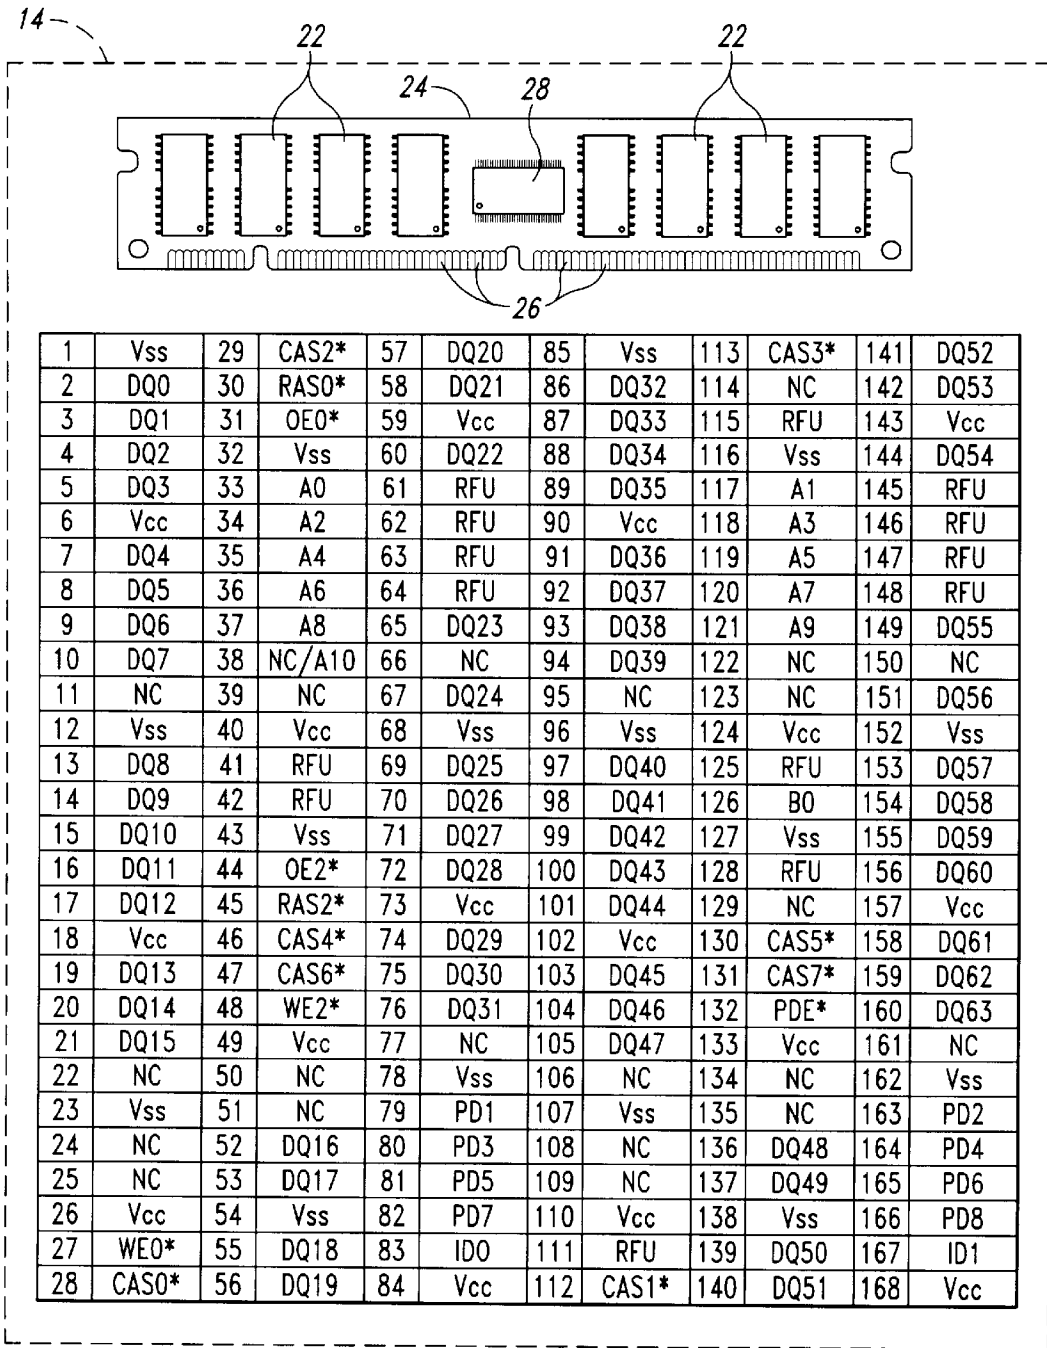 14
22 22
24 28
26
1 Vss 29 CAS2* 57 DQ20 85 Vss 113 CAS3* 141 DQ52
2 DQ0 30 RAS0* 58 DQ21 86 DQ32 114 NC 142 DQ53
3 DQ1 31 OE0* 59 Vcc 87 DQ33 115 RFU 143 Vcc
4 DQ2 32 Vss 60 DQ22 88 DQ34 116 Vss 144 DQ54
5 DQ3 33 A0 61 RFU 89 DQ35 117 A1 145 RFU
6 Vcc 34 A2 62 RFU 90 Vcc 118 A3 146 RFU
7 DQ4 35 A4 63 RFU 91 DQ36 119 A5 147 RFU
8 DQ5 36 A6 64 RFU 92 DQ37 120 A7 148 RFU
9 DQ6 37 A8 65 DQ23 93 DQ38 121 A9 149 DQ55
10 DQ7 38 NC/A10 66 NC 94 DQ39 122 NC 150 NC
11 NC 39 NC 67 DQ24 95 NC 123 NC 151 DQ56
12 Vss 40 Vcc 68 Vss 96 Vss 124 Vcc 152 Vss
13 DQ8 41 RFU 69 DQ25 97 DQ40 125 RFU 153 DQ57
14 DQ9 42 RFU 70 DQ26 98 DQ41 126 B0 154 DQ58
15 DQ10 43 Vss 71 DQ27 99 DQ42 127 Vss 155 DQ59
16 DQ11 44 OE2* 72 DQ28 100 DQ43 128 RFU 156 DQ60
17 DQ12 45 RAS2* 73 Vcc 101 DQ44 129 NC 157 Vcc
18 Vcc 46 CAS4* 74 DQ29 102 Vcc 130 CAS5* 158 DQ61
19 DQ13 47 CAS6* 75 DQ30 103 DQ45 131 CAS7* 159 DQ62
20 DQ14 48 WE2* 76 DQ31 104 DQ46 132 PDE* 160 DQ63
21 DQ15 49 Vcc 77 NC 105 DQ47 133 Vcc 161 NC
22 NC 50 NC 78 Vss 106 NC 134 NC 162 Vss
23 Vss 51 NC 79 PD1 107 Vss 135 NC 163 PD2
24 NC 52 DQ16 80 PD3 108 NC 136 DQ48 164 PD4
25 NC 53 DQ17 81 PD5 109 NC 137 DQ49 165 PD6
26 Vcc 54 Vss 82 PD7 110 Vcc 138 Vss 166 PD8
27 WE0* 55 DQ18 83 ID0 111 RFU 139 DQ50 167 ID1
28 CAS0* 56 DQ19 84 Vcc 112 CAS1* 140 DQ51 168 Vcc